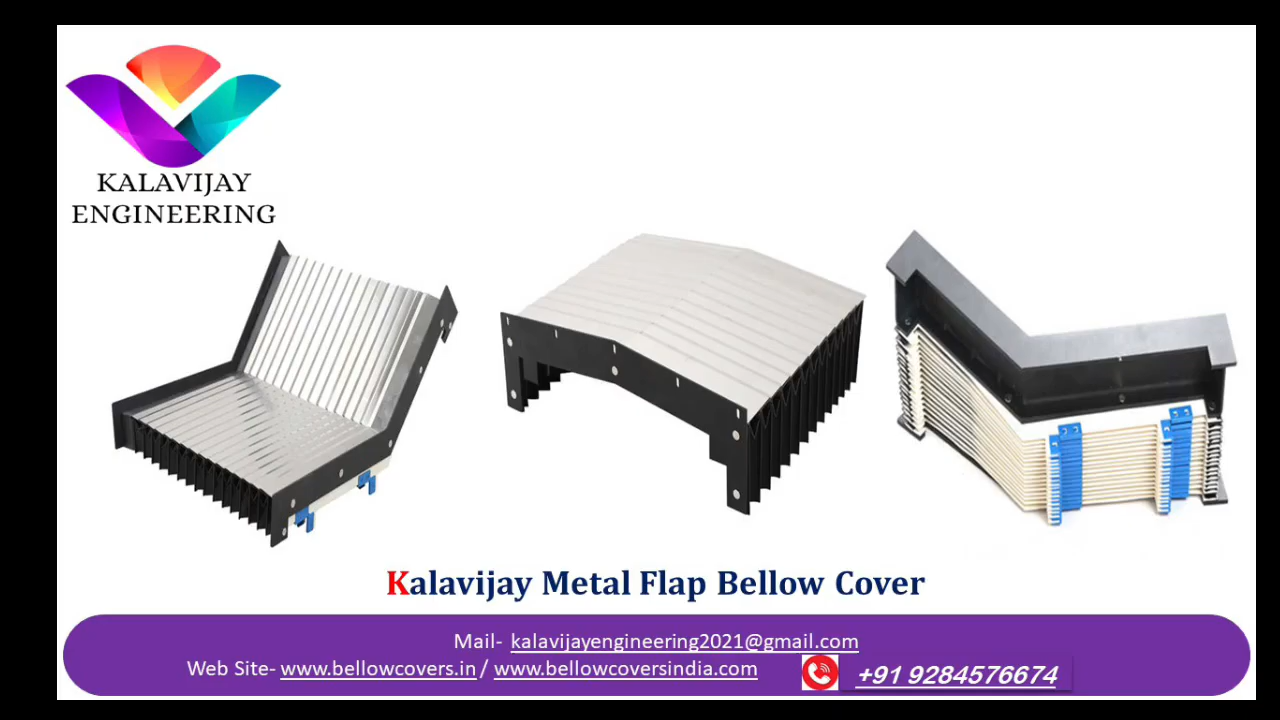 KALAVIJAY
ENGINEERING
Kalavijay Metal Flap Bellow Cover
Mail- kalavijayengineering2021@gmail.com
Web Site- www.bellowcovers.in / www.bellowcoversindia.com
+91 9284576674